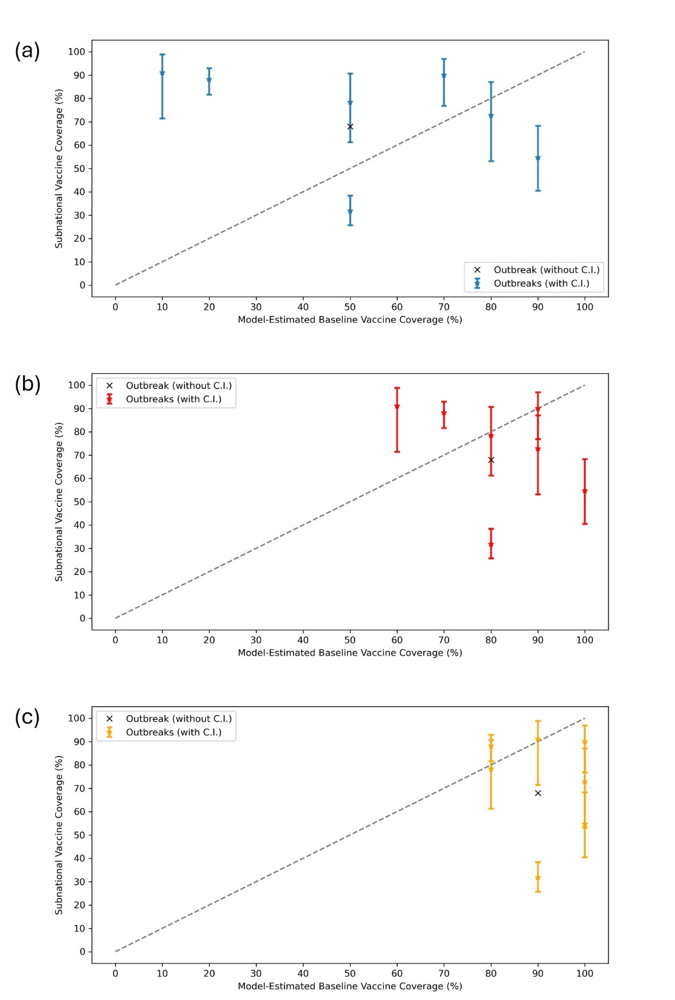 (a)
100
90
80
70
60
50
40
30
20
10
0
Subnational Vaccine Coverage (%)
Outbreak (without C.I.)
Outbreaks (with C.I.)
0 10 20 30 40 50 60 70 80 90 100
Model-Estimated Baseline Vaccine Coverage (%)
(b)
100
90
80
70
60
50
40
30
20
10
0
Subnational Vaccine Coverage (%)
Outbreak (without C.I.)
Outbreaks (with C.I.)
0 10 20 30 40 50 60 70 80 90 100
Model-Estimated Baseline Vaccine Coverage (%)
(c)
100
90
80
70
60
50
40
30
20
10
0
Subnational Vaccine Coverage (%)
Outbreak (without C.I.)
Outbreaks (with C.I.)
0 10 20 30 40 50 60 70 80 90 100
Model-Estimated Baseline Vaccine Coverage (%)